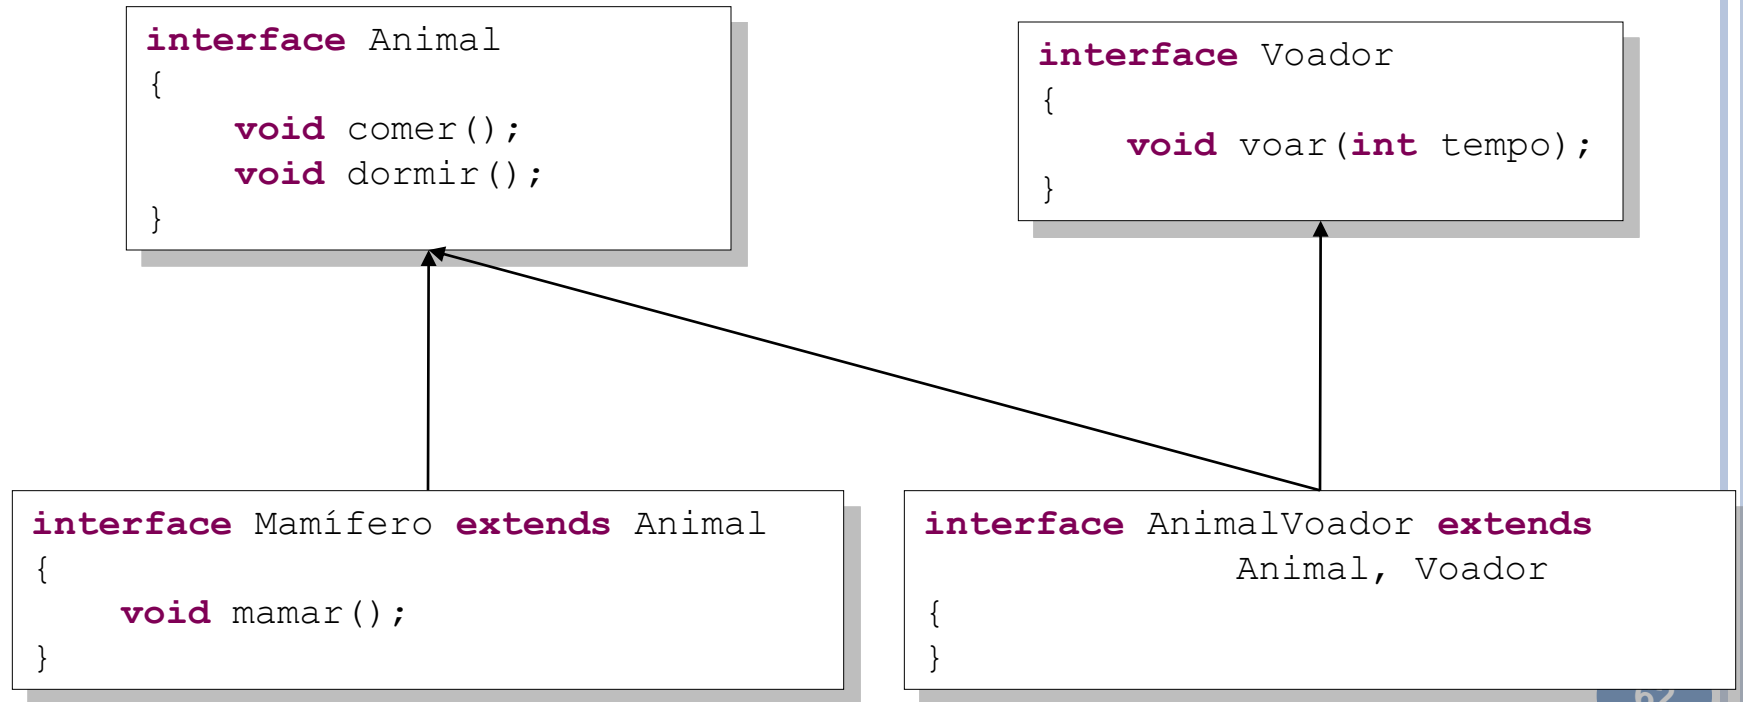 interface Animal
{
void comer();
void dormir();
}
interface Voador
{
void voar(int tempo);
}
interface Mamífero extends Animal
{
void mamar();
}
interface AnimalVoador extends
Animal, Voador
{
}
62